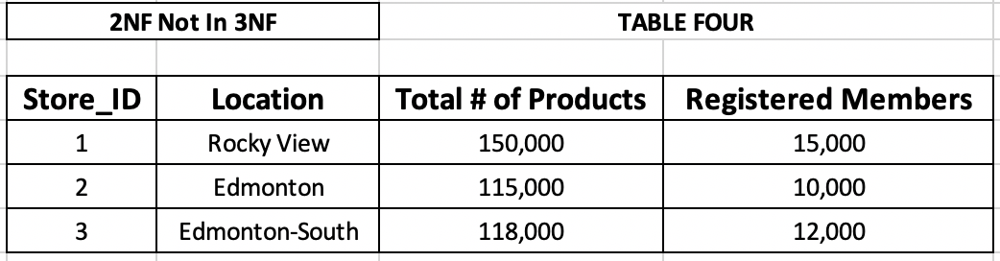 2NF Not In 3NF TABLE FOUR
Store_ID Location Total # of Products Registered Members
1 Rocky View 150,000 15,000
2 Edmonton 115,000 10,000
3 Edmonton-South 118,000 12,000